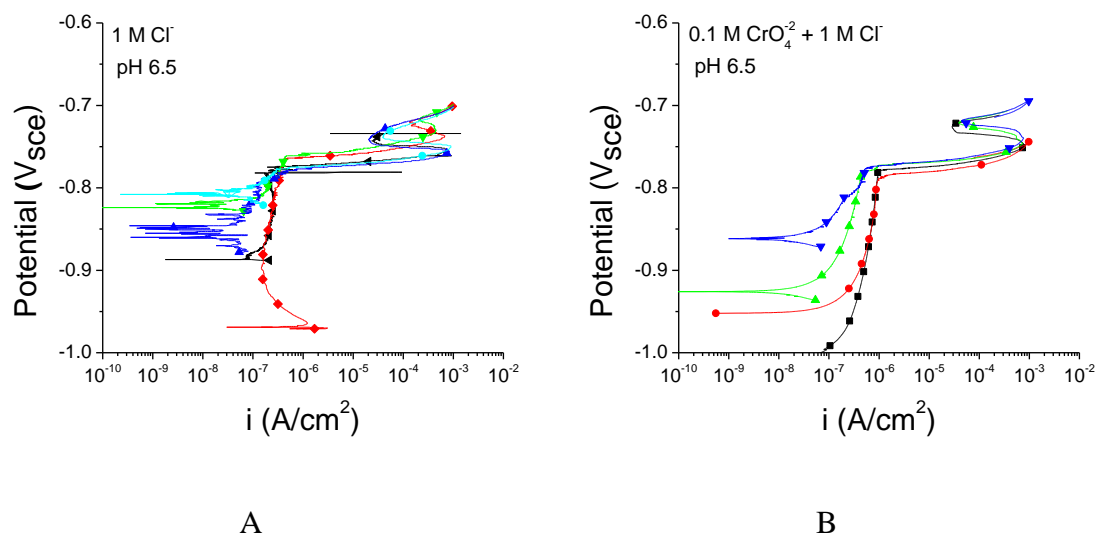 1 M Cl⁻
pH 6.5
Potential (V_sce)
-0.6
-0.7
-0.8
-0.9
-1.0
10⁻¹⁰ 10⁻⁹ 10⁻⁸ 10⁻⁷ 10⁻⁶ 10⁻⁵ 10⁻⁴ 10⁻³ 10⁻²
i (A/cm²)
A
0.1 M CrO₄⁻² + 1 M Cl⁻
pH 6.5
Potential (V_sce)
-0.6
-0.7
-0.8
-0.9
-1.0
10⁻¹⁰ 10⁻⁹ 10⁻⁸ 10⁻⁷ 10⁻⁶ 10⁻⁵ 10⁻⁴ 10⁻³ 10⁻²
i (A/cm²)
B